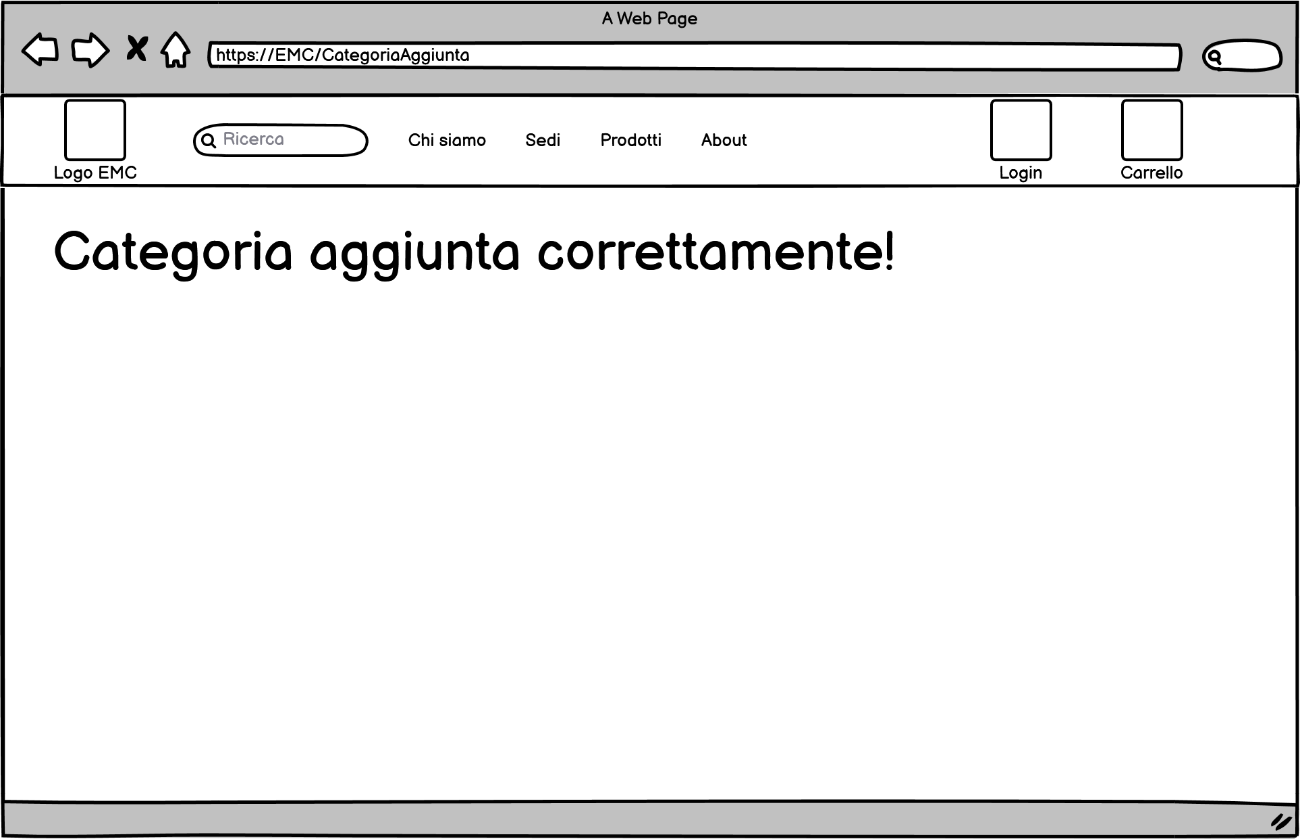 A Web Page
https://EMC/CategoriaAggiunta
Ricerca
Chi siamo
Sedi
Prodotti
About
Logo EMC
Login
Carrello
Categoria aggiunta correttamente!